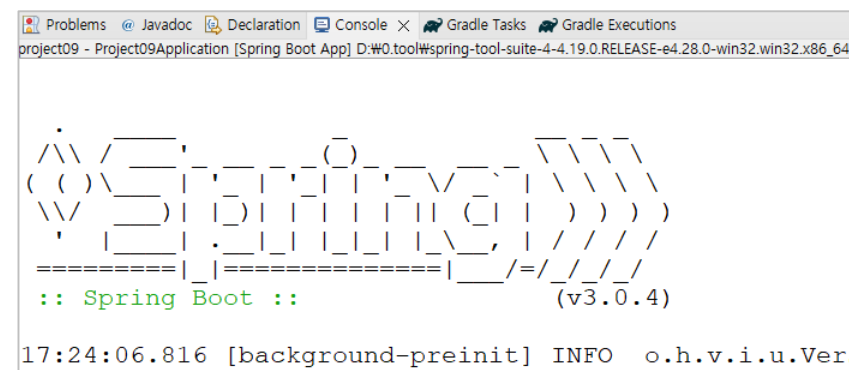 Problems @ Javadoc Declaration Console × Gradle Tasks Gradle Executions
project09 - Project09Application [Spring Boot App] D:₩0.tool₩spring-tool-suite-4-4.19.0.RELEASE-e4.28.0-win32.win32.x86_64
  .   ____          _            __ _ _
 /\\ / ___'_ __ _ _(_)_ __  __ _ \ \ \ \
( ( )\___ | '_ | '_| | '_ \/ _` | \ \ \ \
 \\/  ___)| |_)| | | | | || (_| |  ) ) ) )
  '  |____| .__|_| |_|_| |_\__, | / / / /
 =========|_|==============|___/=/_/_/_/
 :: Spring Boot ::                (v3.0.4)
17:24:06.816 [background-preinit] INFO  o.h.v.i.u.Ver